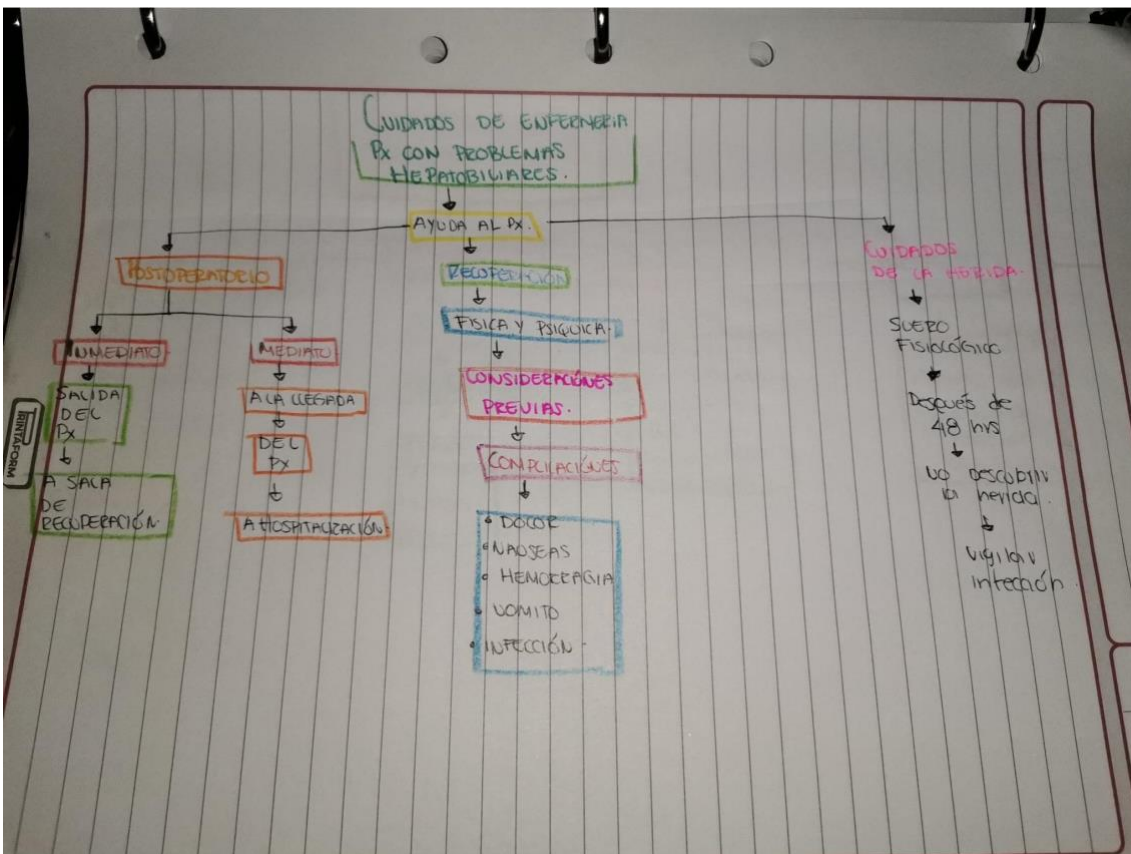 CUIDADOS DE ENFERMERIA
PX CON PROBLEMAS
HEPATOBILIARES.
AYUDA AL PX.
POSTOPERATORIO
INMEDIATO
SALIDA
DEL
PX
A SALA
DE
RECUPERACIÓN.
MEDIATO
A LA LLEGADA
DEL
PX
A HOSPITALIZACIÓN.
RECUPERACIÓN
FISICA Y PSIQUICA.
CONSIDERACIÓNES
PREVIAS.
COMPLICACIÓNES
• DOLOR
• NAUSEAS
• HEMORRAGIA
• VOMITO
• INFECCIÓN.
CUIDADOS
DE LA HERIDA.
SUERO
FISIOLÓGICO
Después de
48 hrs
no descubrir
la herida.
vigilar
infección
TRINTAFORM